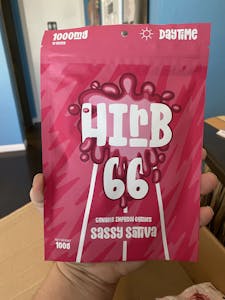 1000mg
DAYTIME
HIrB
66
SASSY SATIVA
100g